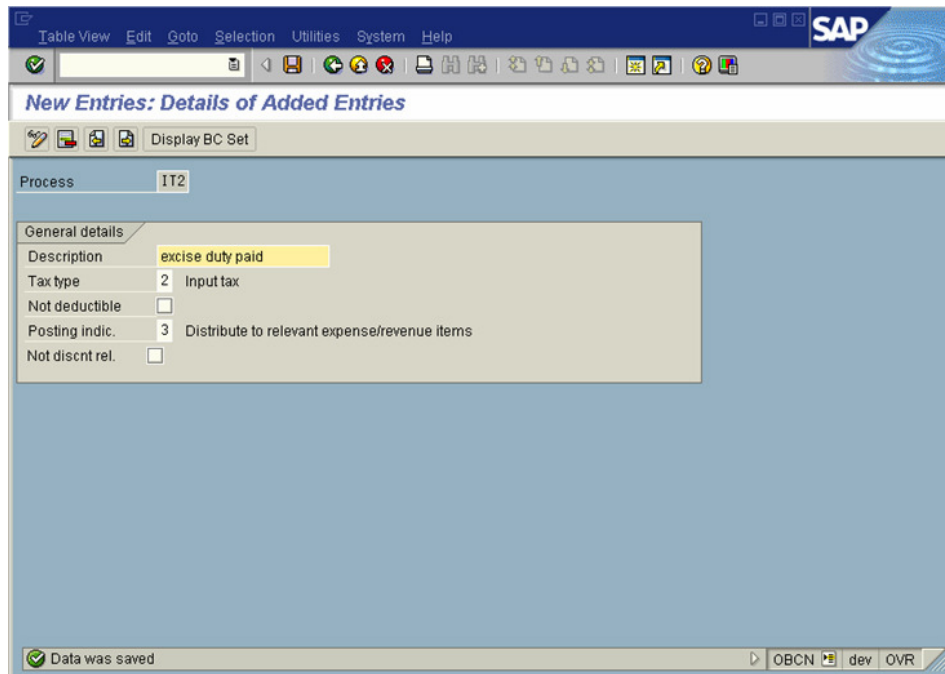 Table View Edit Goto Selection Utilities System Help
SAP
New Entries: Details of Added Entries
Display BC Set
Process IT2
General details
Description excise duty paid
Tax type 2 Input tax
Not deductible
Posting indic. 3 Distribute to relevant expense/revenue items
Not discnt rel.
Data was saved OBCN dev OVR